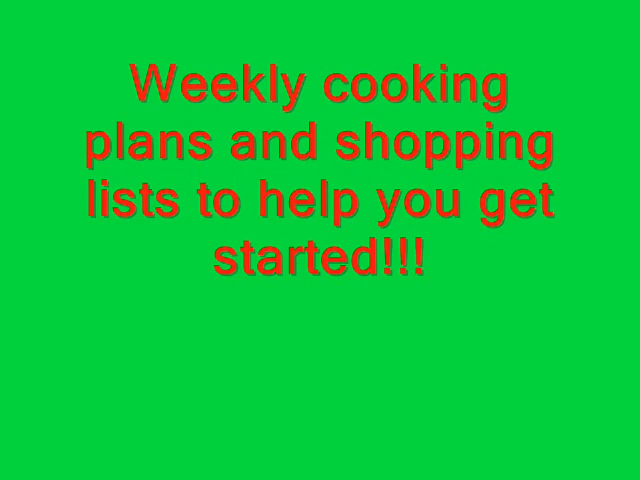 Weekly cooking
plans and shopping
lists to help you get
started!!!